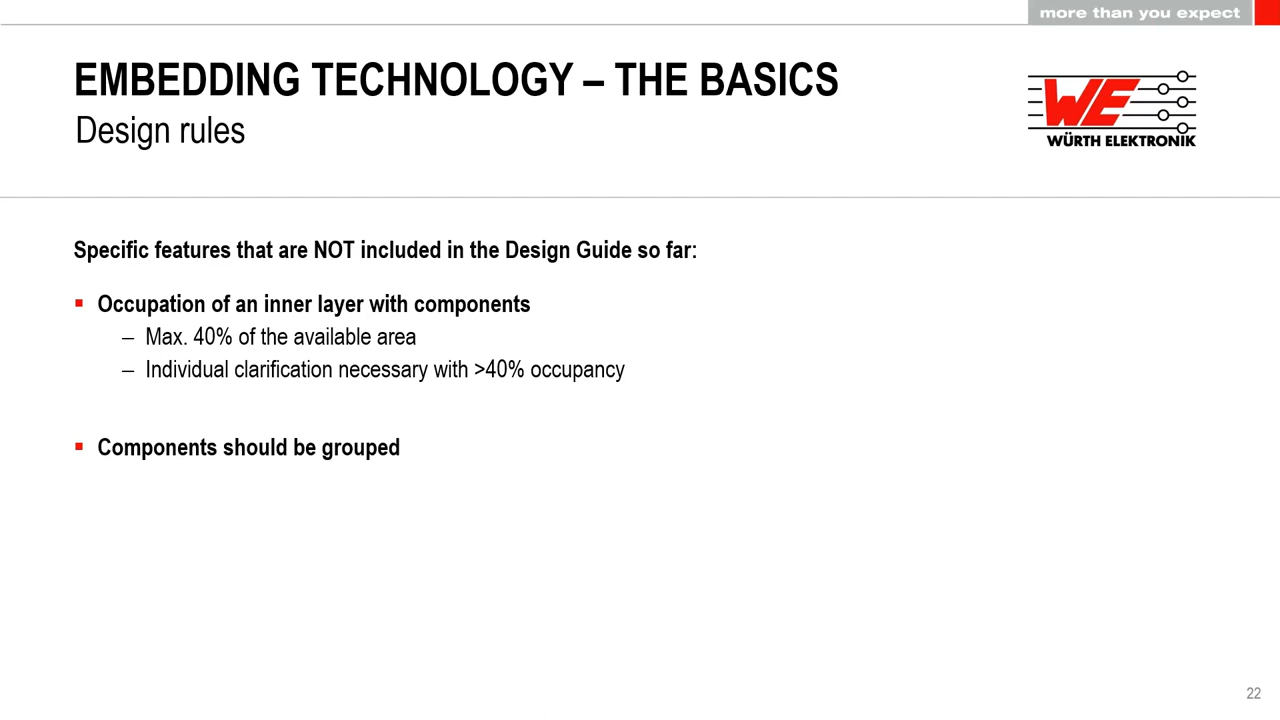 more than you expect
EMBEDDING TECHNOLOGY – THE BASICS
Design rules
WE
WÜRTH ELEKTRONIK
Specific features that are NOT included in the Design Guide so far:
▪ Occupation of an inner layer with components
– Max. 40% of the available area
– Individual clarification necessary with >40% occupancy
▪ Components should be grouped
22